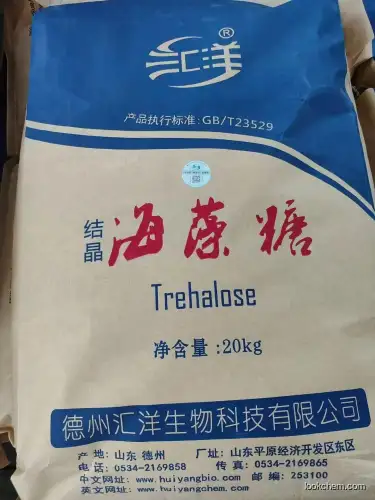 汇洋®
产品执行标准:GB/T23529
结晶
海藻糖
Trehalose
净含量:20kg
德州汇洋生物科技有限公司
产 地: 山东 德州 厂址: 山东平原经济开发区东区
电话: 0534-2169858 传 真: 0534-2169865
中文网址: www.huiyangbio.com 邮 编: 253100
英文网址: www.huiyangwz.com
lookchem.com